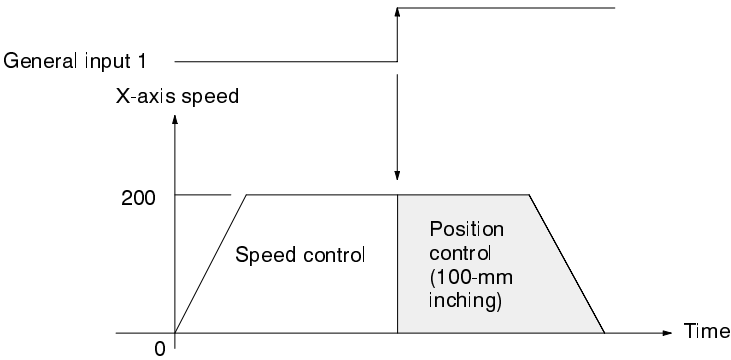 General input 1
X-axis speed
200
Speed control
Position
control
(100-mm
inching)
Time
0